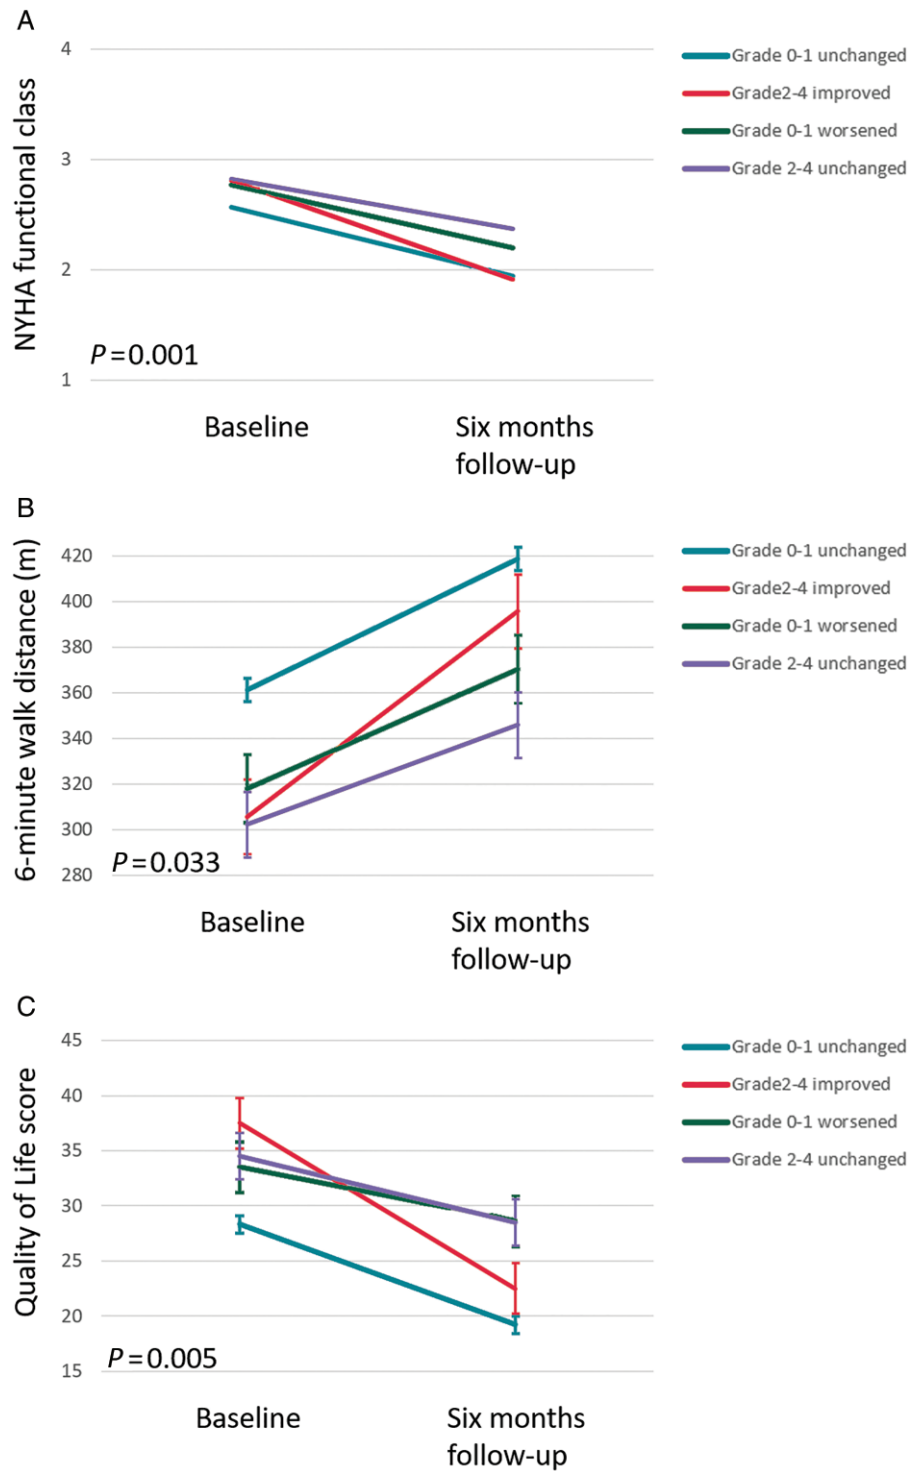 A
NYHA functional class
4
3
2
1
P=0.001
Baseline
Six months
follow-up
Grade 0-1 unchanged
Grade2-4 improved
Grade 0-1 worsened
Grade 2-4 unchanged
B
6-minute walk distance (m)
420
400
380
360
340
320
300
280
P=0.033
Baseline
Six months
follow-up
Grade 0-1 unchanged
Grade2-4 improved
Grade 0-1 worsened
Grade 2-4 unchanged
C
Quality of Life score
45
40
35
30
25
20
15
P=0.005
Baseline
Six months
follow-up
Grade 0-1 unchanged
Grade2-4 improved
Grade 0-1 worsened
Grade 2-4 unchanged